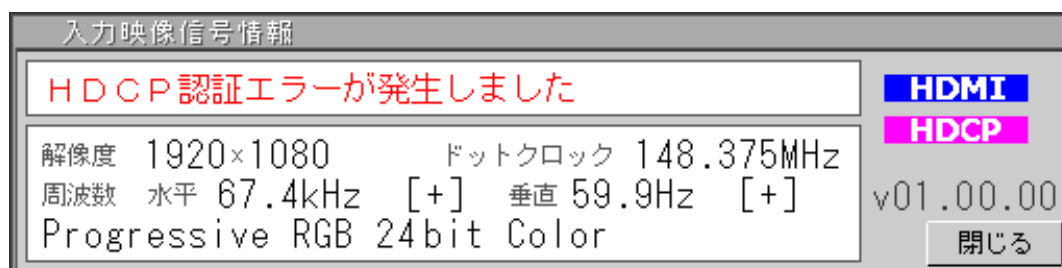 入力映像信号情報
ＨＤＣＰ認証エラーが発生しました
HDMI
HDCP
解像度 1920×1080 ドットクロック 148.375MHz
周波数 水平 67.4kHz [+] 垂直 59.9Hz [+]
Progressive RGB 24bit Color
v01.00.00
閉じる